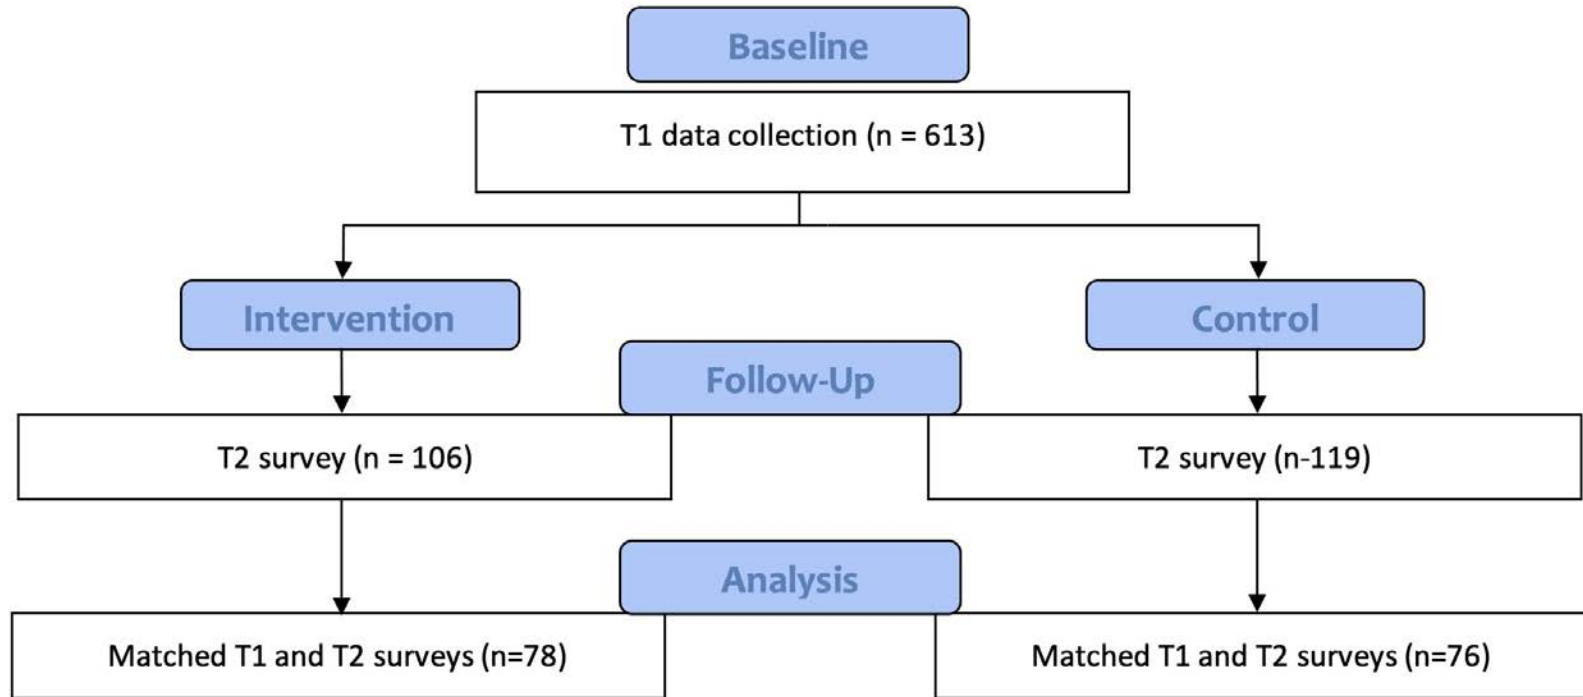 Baseline
T1 data collection (n = 613)
Intervention
Control
Follow-Up
T2 survey (n = 106)
T2 survey (n-119)
Analysis
Matched T1 and T2 surveys (n=78)
Matched T1 and T2 surveys (n=76)